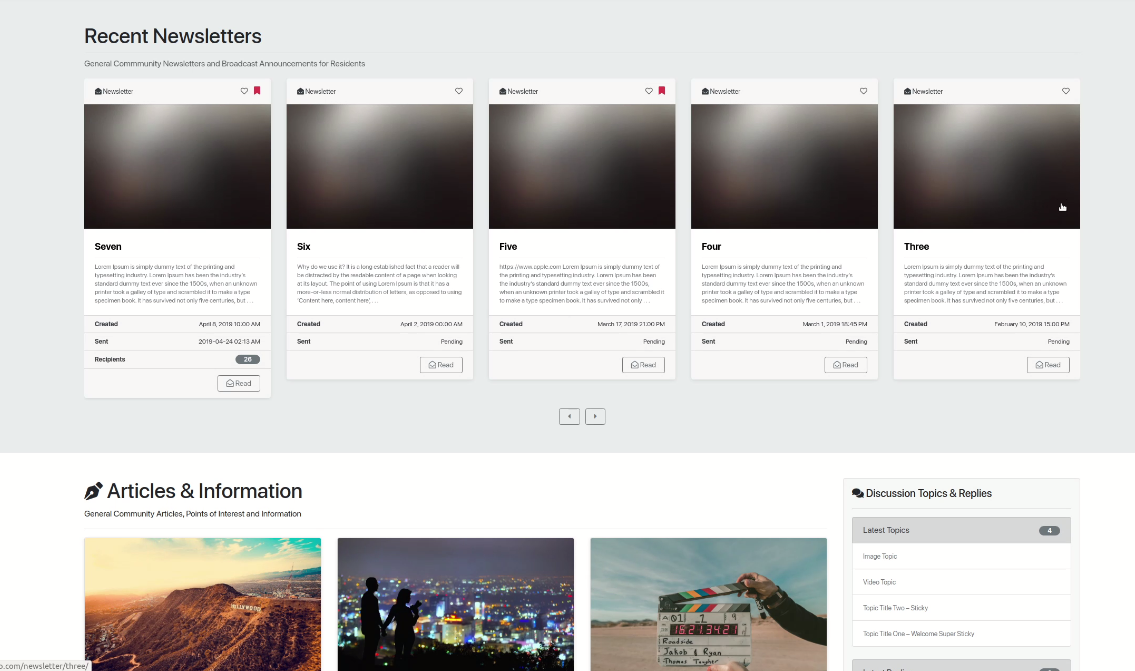 Recent Newsletters
General Commmunity Newsletters and Broadcast Announcements for Residents
Newsletter
Seven
Lorem Ipsum is simply dummy text of the printing and
typesetting industry. Lorem Ipsum has been the industry's
standard dummy text ever since the 1500s, when an unknown
printer took a galley of type and scrambled it to make a type
specimen book. It has survived not only five centuries, but . . .
Created April 8, 2019 10:00 AM
Sent 2019-04-24 02:13 AM
Recipients 26
Read
Newsletter
Six
Why do we use it? It is a long established fact that a reader will
be distracted by the readable content of a page when looking
at its layout. The point of using Lorem Ipsum is that it has a
more-or-less normal distribution of letters, as opposed to using
'Content here, content here', . . .
Created April 2, 2019 00:00 AM
Sent Pending
Read
Newsletter
Five
https://www.apple.com Lorem Ipsum is simply dummy text of
the printing and typesetting industry. Lorem Ipsum has been
the industry's standard dummy text ever since the 1500s,
when an unknown printer took a galley of type and scrambled it
to make a type specimen book. It has survived not only . . .
Created March 17, 2019 21:00 PM
Sent Pending
Read
Newsletter
Four
Lorem Ipsum is simply dummy text of the printing and
typesetting industry. Lorem Ipsum has been the industry's
standard dummy text ever since the 1500s, when an unknown
printer took a galley of type and scrambled it to make a type
specimen book. It has survived not only five centuries, but . . .
Created March 1, 2019 18:45 PM
Sent Pending
Read
Newsletter
Three
Lorem Ipsum is simply dummy text of the printing and
typesetting industry. Lorem Ipsum has been the industry's
standard dummy text ever since the 1500s, when an unknown
printer took a galley of type and scrambled it to make a type
specimen book. It has survived not only five centuries, but . . .
Created February 10, 2019 15:00 PM
Sent Pending
Read
Articles & Information
General Community Articles, Points of Interest and Information
HOLLYWOOD
Roadside
Jakob & Ryan
Thomas Taugher
Discussion Topics & Replies
Latest Topics 4
Image Topic
Video Topic
Topic Title Two – Sticky
Topic Title One – Welcome Super Sticky
o.com/newsletter/three/